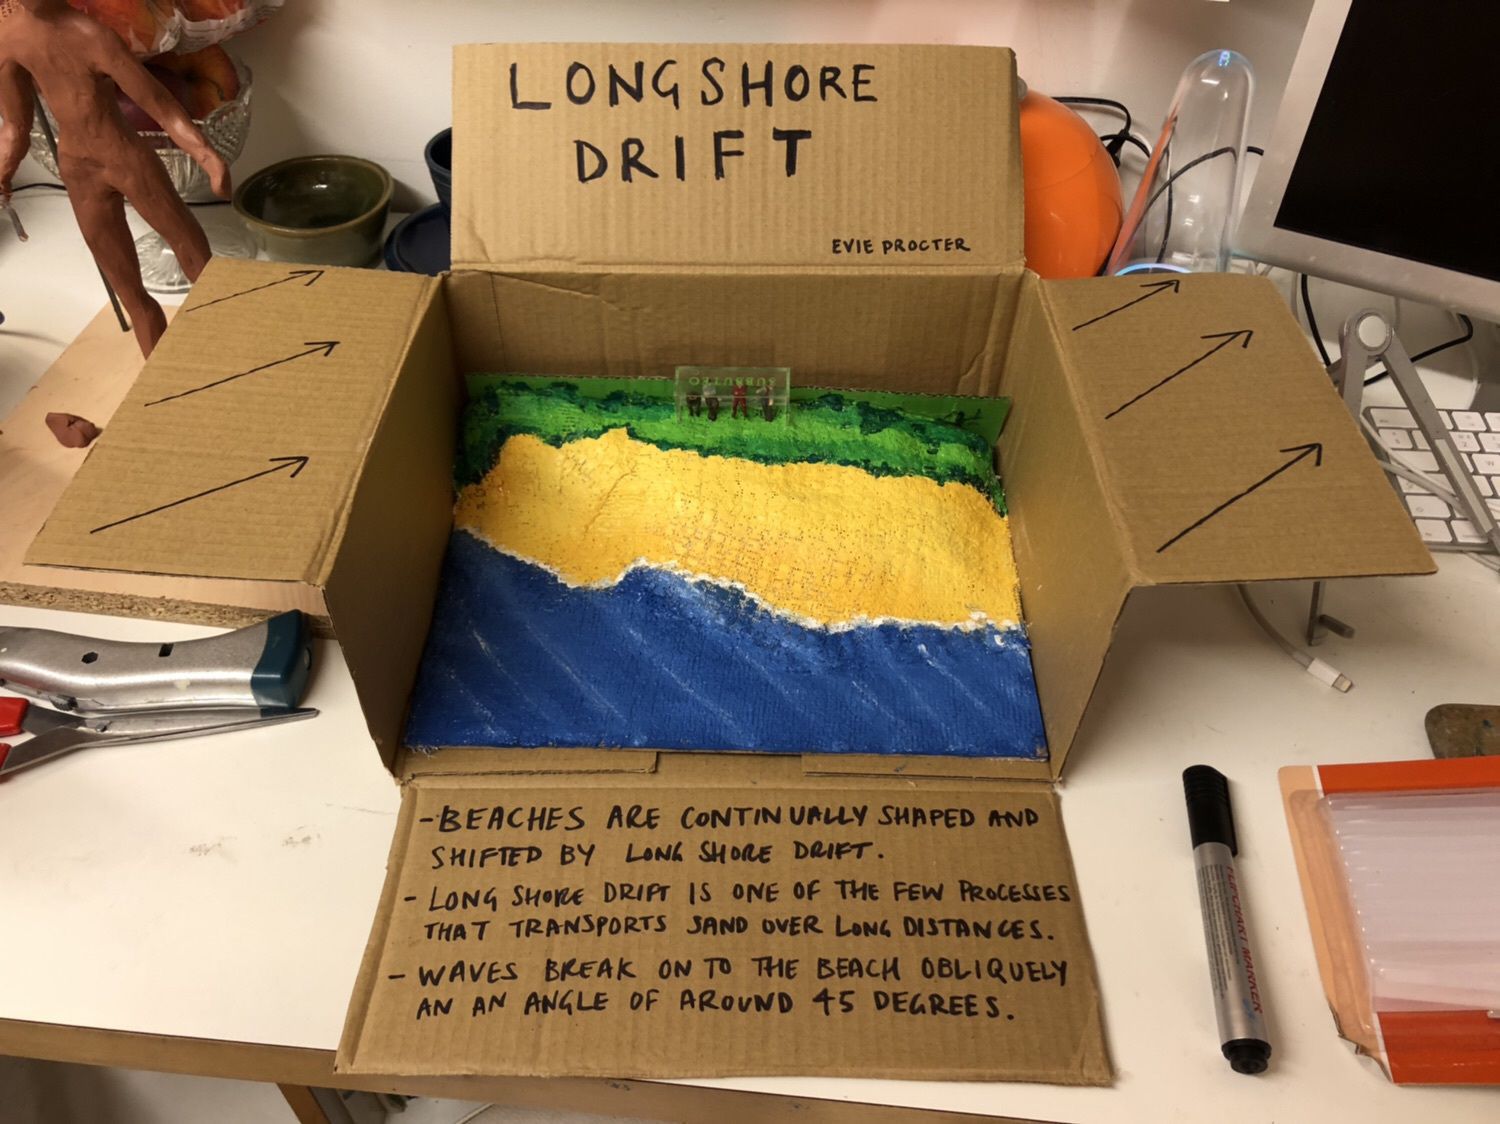 LONGSHORE
DRIFT
EVIE PROCTER
SUBBUTEO
- BEACHES ARE CONTINUALLY SHAPED AND
SHIFTED BY LONG SHORE DRIFT.
- LONG SHORE DRIFT IS ONE OF THE FEW PROCESSES
THAT TRANSPORTS SAND OVER LONG DISTANCES.
- WAVES BREAK ON TO THE BEACH OBLIQUELY
AN AN ANGLE OF AROUND 45 DEGREES.
FLIPCHART MARKER